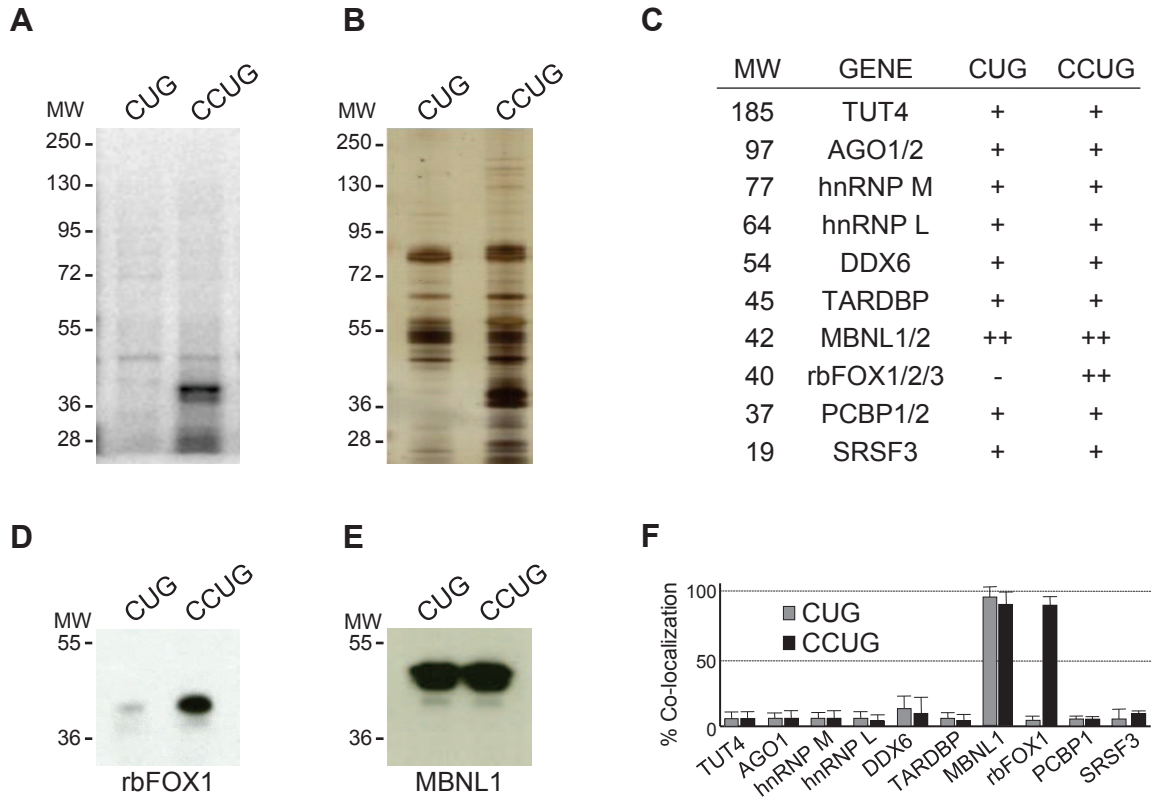 A
MW
CUG
CCUG
250
130
95
72
55
36
28
B
MW
CUG
CCUG
250
130
95
72
55
36
28
C
MW GENE CUG CCUG
185 TUT4 + +
97 AGO1/2 + +
77 hnRNP M + +
64 hnRNP L + +
54 DDX6 + +
45 TARDBP + +
42 MBNL1/2 ++ ++
40 rbFOX1/2/3 - ++
37 PCBP1/2 + +
19 SRSF3 + +
D
MW
CUG
CCUG
55
36
rbFOX1
E
MW
CUG
CCUG
55
36
MBNL1
F
% Co-localization
100
50
0
CUG
CCUG
TUT4
AGO1
hnRNP M
hnRNP L
DDX6
TARDBP
MBNL1
rbFOX1
PCBP1
SRSF3